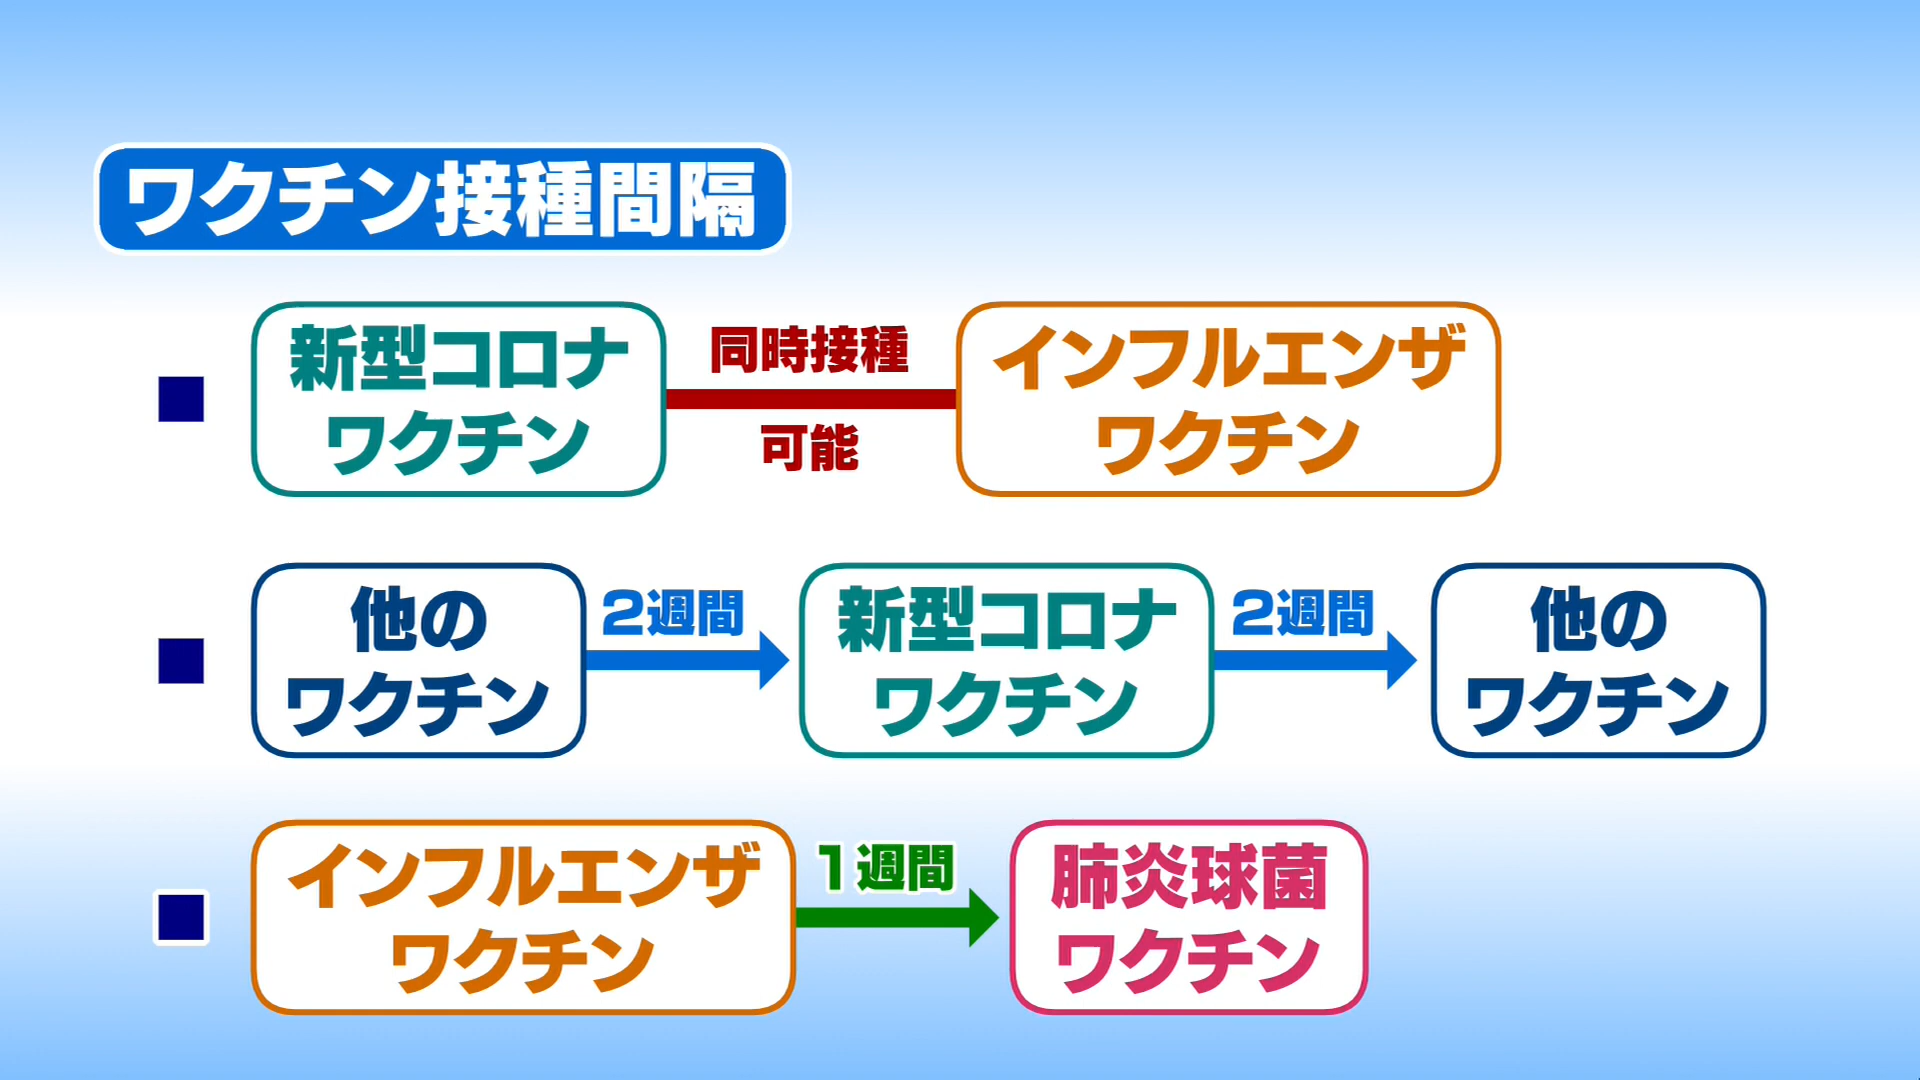 ワクチン接種間隔
新型コロナ
ワクチン
同時接種
可能
インフルエンザ
ワクチン
他の
ワクチン
2週間
新型コロナ
ワクチン
2週間
他の
ワクチン
インフルエンザ
ワクチン
1週間
肺炎球菌
ワクチン